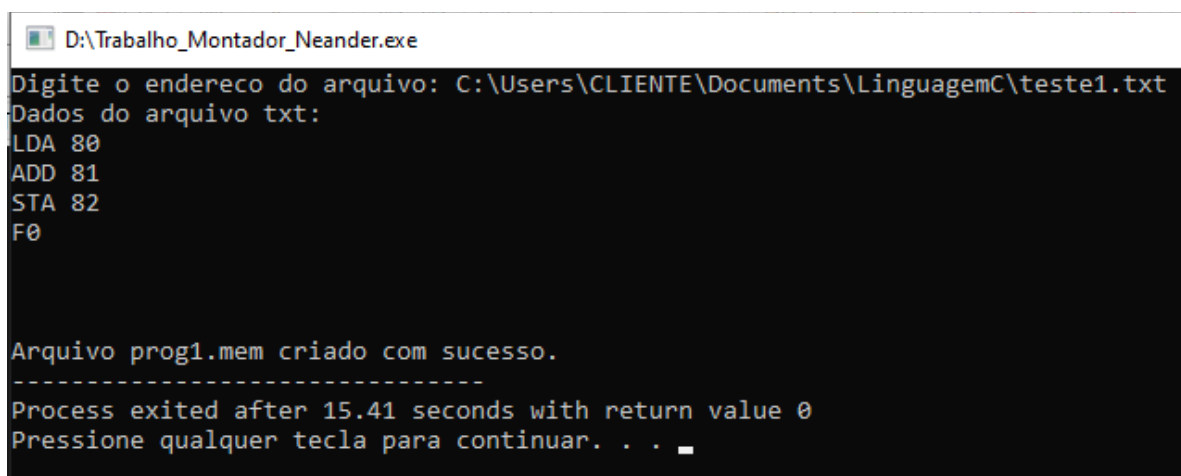 D:\Trabalho_Montador_Neander.exe
Digite o endereco do arquivo: C:\Users\CLIENTE\Documents\LinguagemC\teste1.txt
Dados do arquivo txt:
LDA 80
ADD 81
STA 82
F0
Arquivo prog1.mem criado com sucesso.
--------------------------------
Process exited after 15.41 seconds with return value 0
Pressione qualquer tecla para continuar. . .